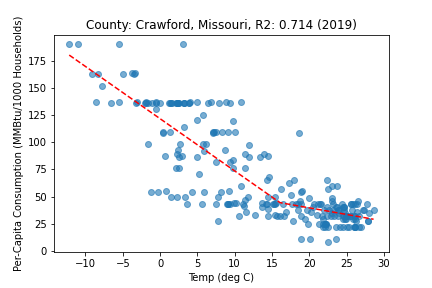 County: Crawford, Missouri, R2: 0.714 (2019)
Per-Capita Consumption (MMBtu/1000 Households)
175
150
125
100
75
50
25
0
−10 −5 0 5 10 15 20 25 30
Temp (deg C)